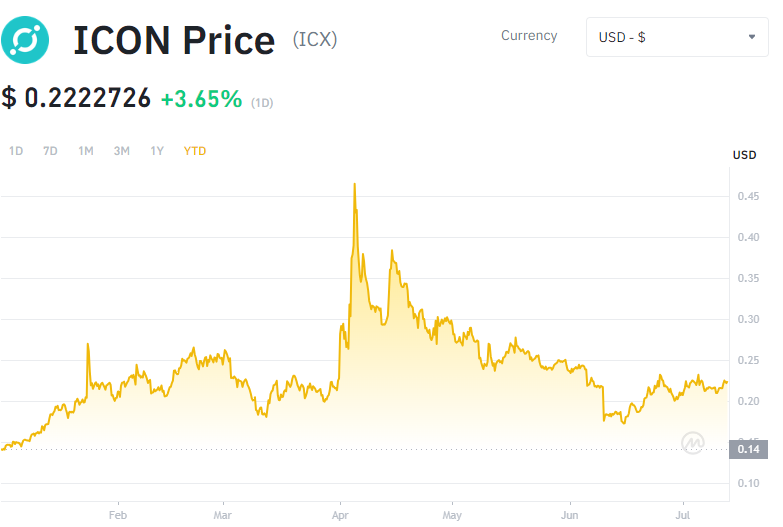 ICON Price (ICX)
Currency
USD - $
$ 0.2222726 +3.65% (1D)
1D 7D 1M 3M 1Y YTD
USD
0.45
0.40
0.35
0.30
0.25
0.20
0.15
0.14
0.10
Feb Mar Apr May Jun Jul